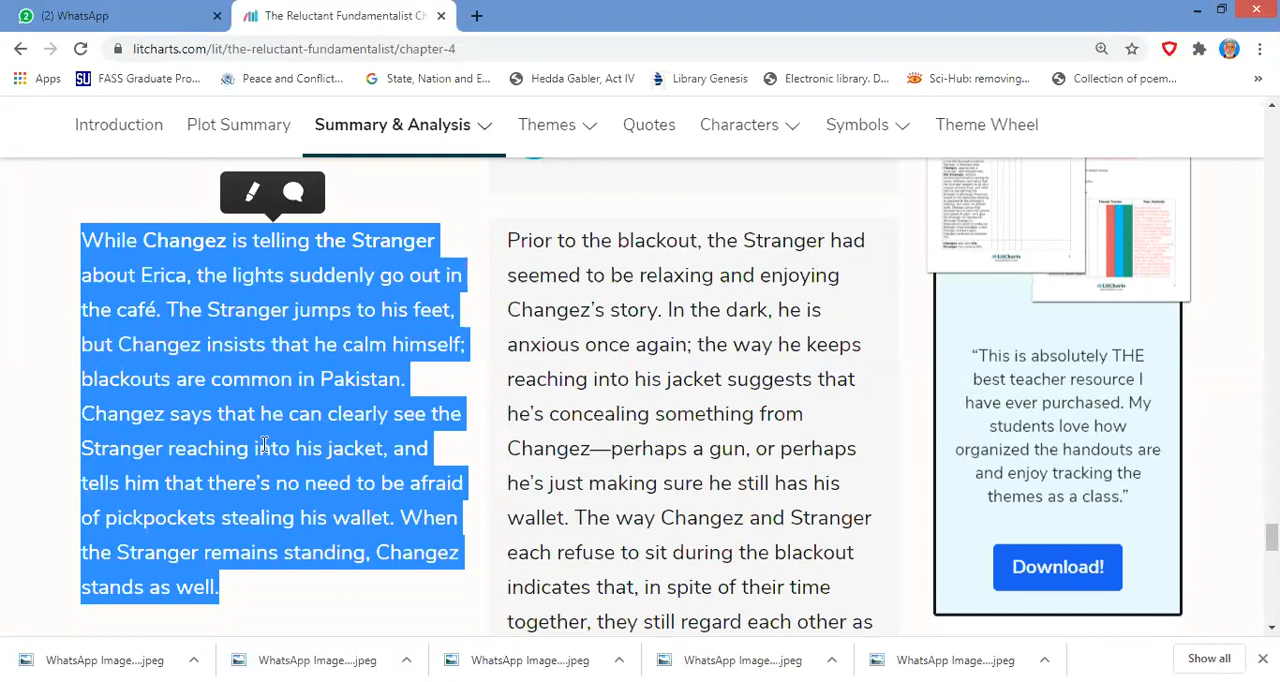 (2) WhatsApp
The Reluctant Fundamentalist Ch
litcharts.com/lit/the-reluctant-fundamentalist/chapter-4
Apps
FASS Graduate Pro...
Peace and Conflict...
State, Nation and E...
Hedda Gabler, Act IV
Library Genesis
Electronic library. D...
Sci-Hub: removing...
Collection of poem...
»
Introduction
Plot Summary
Summary & Analysis
Themes
Quotes
Characters
Symbols
Theme Wheel
While Changez is telling the Stranger
about Erica, the lights suddenly go out in
the café. The Stranger jumps to his feet,
but Changez insists that he calm himself;
blackouts are common in Pakistan.
Changez says that he can clearly see the
Stranger reaching into his jacket, and
tells him that there's no need to be afraid
of pickpockets stealing his wallet. When
the Stranger remains standing, Changez
stands as well.
Prior to the blackout, the Stranger had
seemed to be relaxing and enjoying
Changez's story. In the dark, he is
anxious once again; the way he keeps
reaching into his jacket suggests that
he's concealing something from
Changez—perhaps a gun, or perhaps
he's just making sure he still has his
wallet. The way Changez and Stranger
each refuse to sit during the blackout
indicates that, in spite of their time
together, they still regard each other as
LitCharts
LitCharts
“This is absolutely THE
best teacher resource I
have ever purchased. My
students love how
organized the handouts are
and enjoy tracking the
themes as a class.”
Download!
WhatsApp Image....jpeg
WhatsApp Image....jpeg
WhatsApp Image....jpeg
WhatsApp Image....jpeg
WhatsApp Image....jpeg
Show all